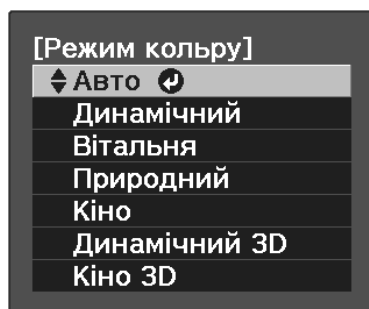 [Режим кольру]
Авто
Динамічний
Вітальня
Природний
Кіно
Динамічний 3D
Кіно 3D